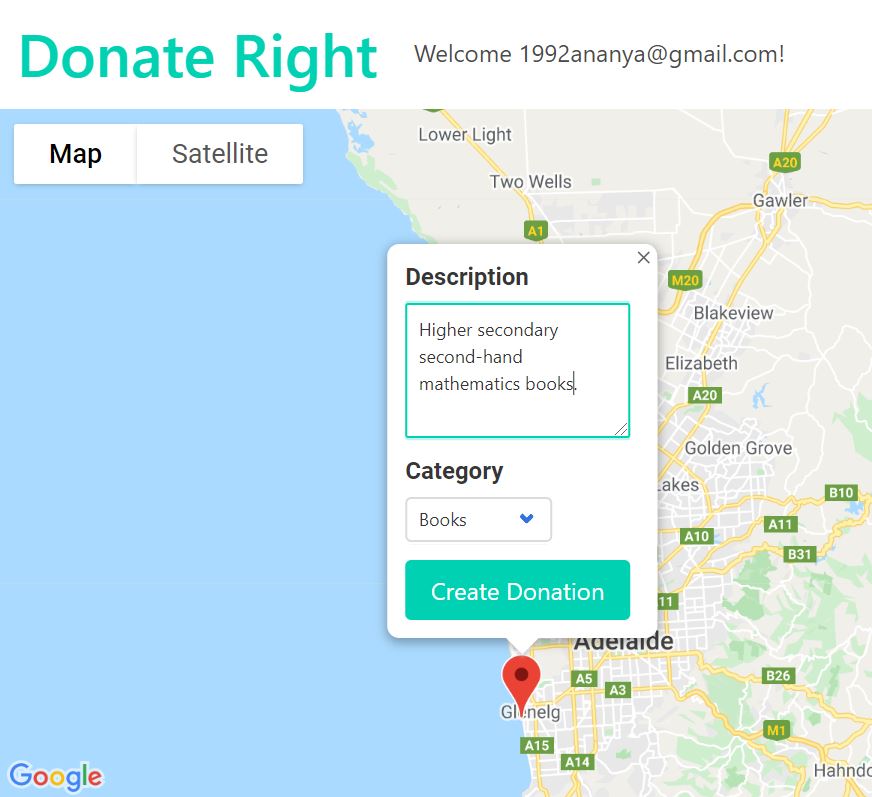 Donate Right
Welcome 1992ananya@gmail.com!
Map
Satellite
Lower Light
Two Wells
A20
Gawler
A1
M20
Blakeview
Elizabeth
A20
Golden Grove
Lakes
B10
A11
A10
B31
11
Description
Higher secondary
second-hand
mathematics books.
Category
Books
Create Donation
Adelaide
A5
A3
B26
Glenelg
M1
A15
A14
Hahndo
Google